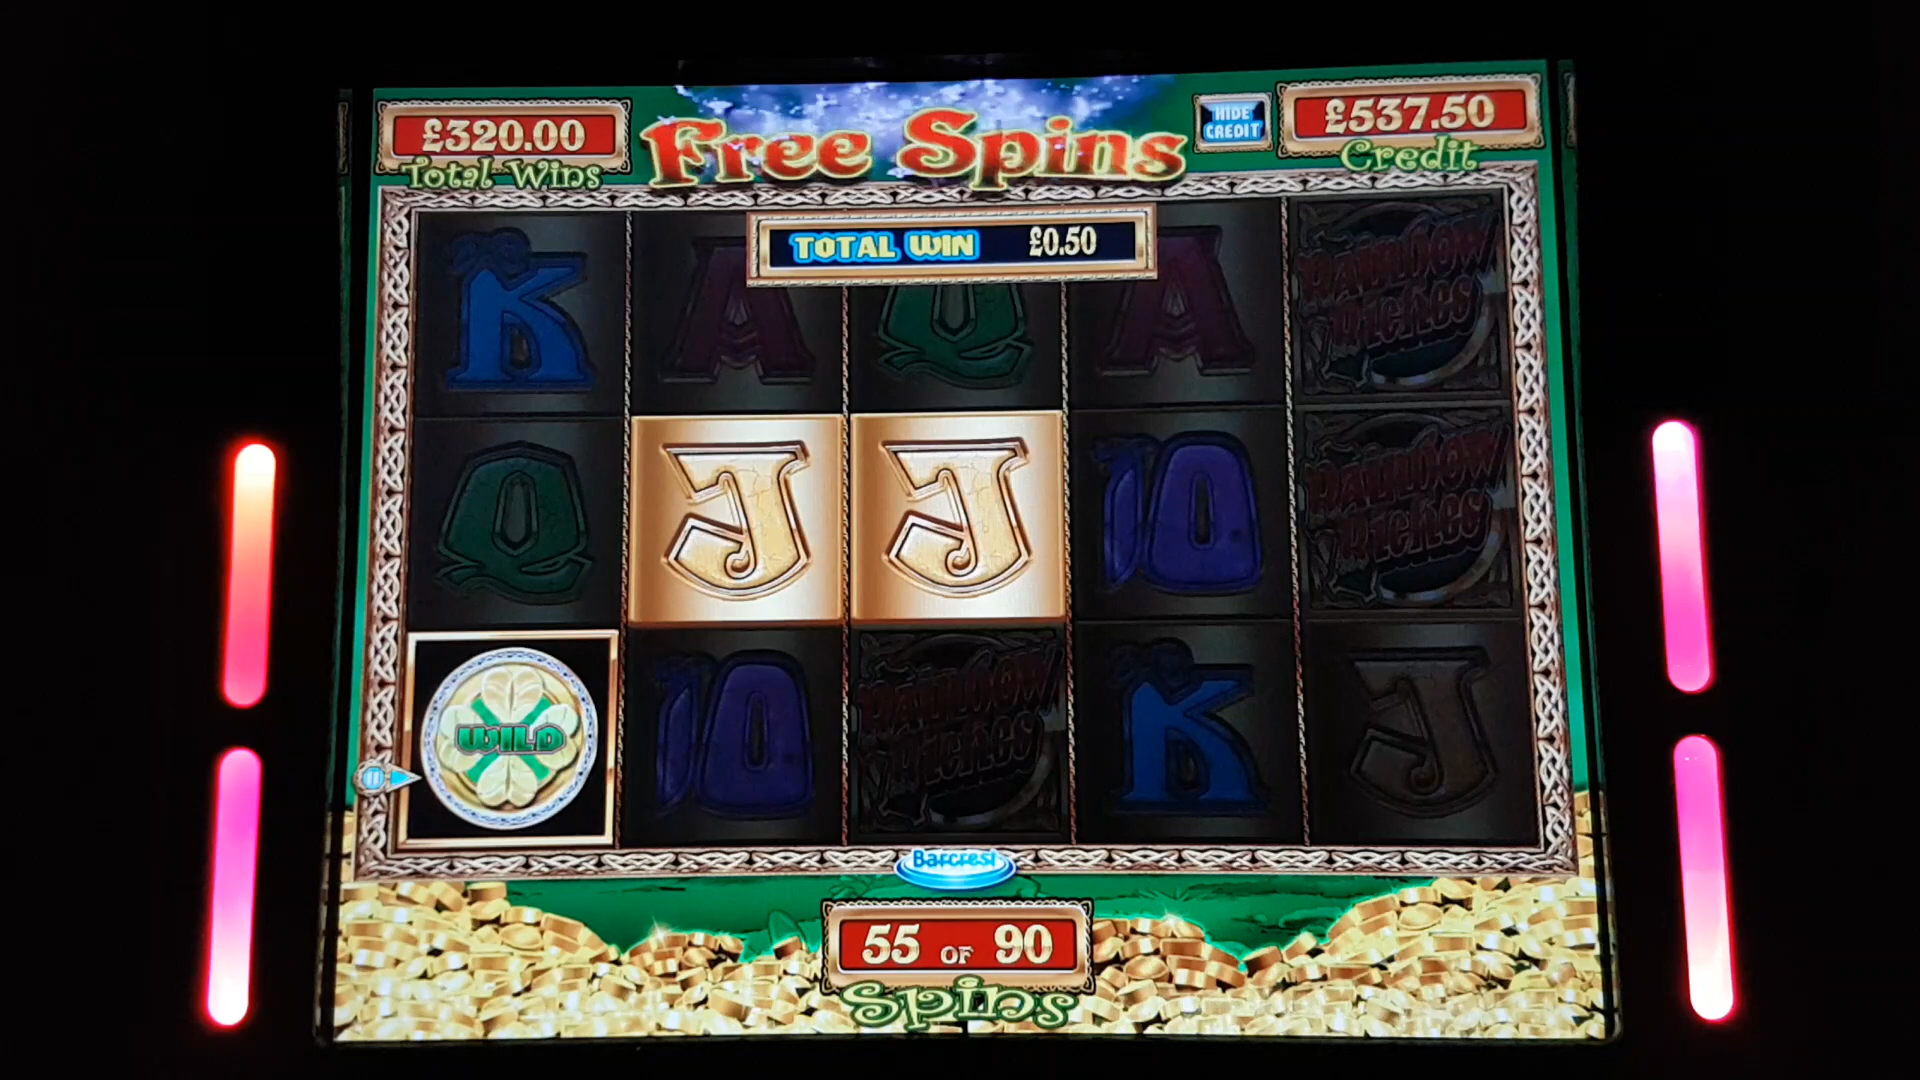 £320.00
Total Wins
Free Spins
HIDE
CREDIT
£537.50
Credit
TOTAL WIN £0.50
K A Q A Rainbow Riches
Q J J 10 Rainbow Riches
WILD 10 Rainbow Riches K J
Barcrest
55 OF 90
Spins